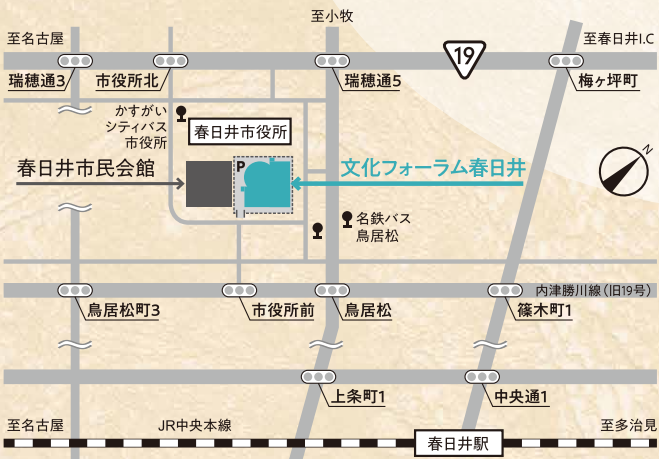 至小牧
至名古屋
19
至春日井I.C
瑞穂通3
市役所北
瑞穂通5
梅ヶ坪町
かすがい
シティバス
市役所
春日井市役所
N
春日井市民会館
P
文化フォーラム春日井
名鉄バス
鳥居松
内津勝川線(旧19号)
鳥居松町3
市役所前
鳥居松
篠木町1
上条町1
中央通1
至名古屋
JR中央本線
春日井駅
至多治見